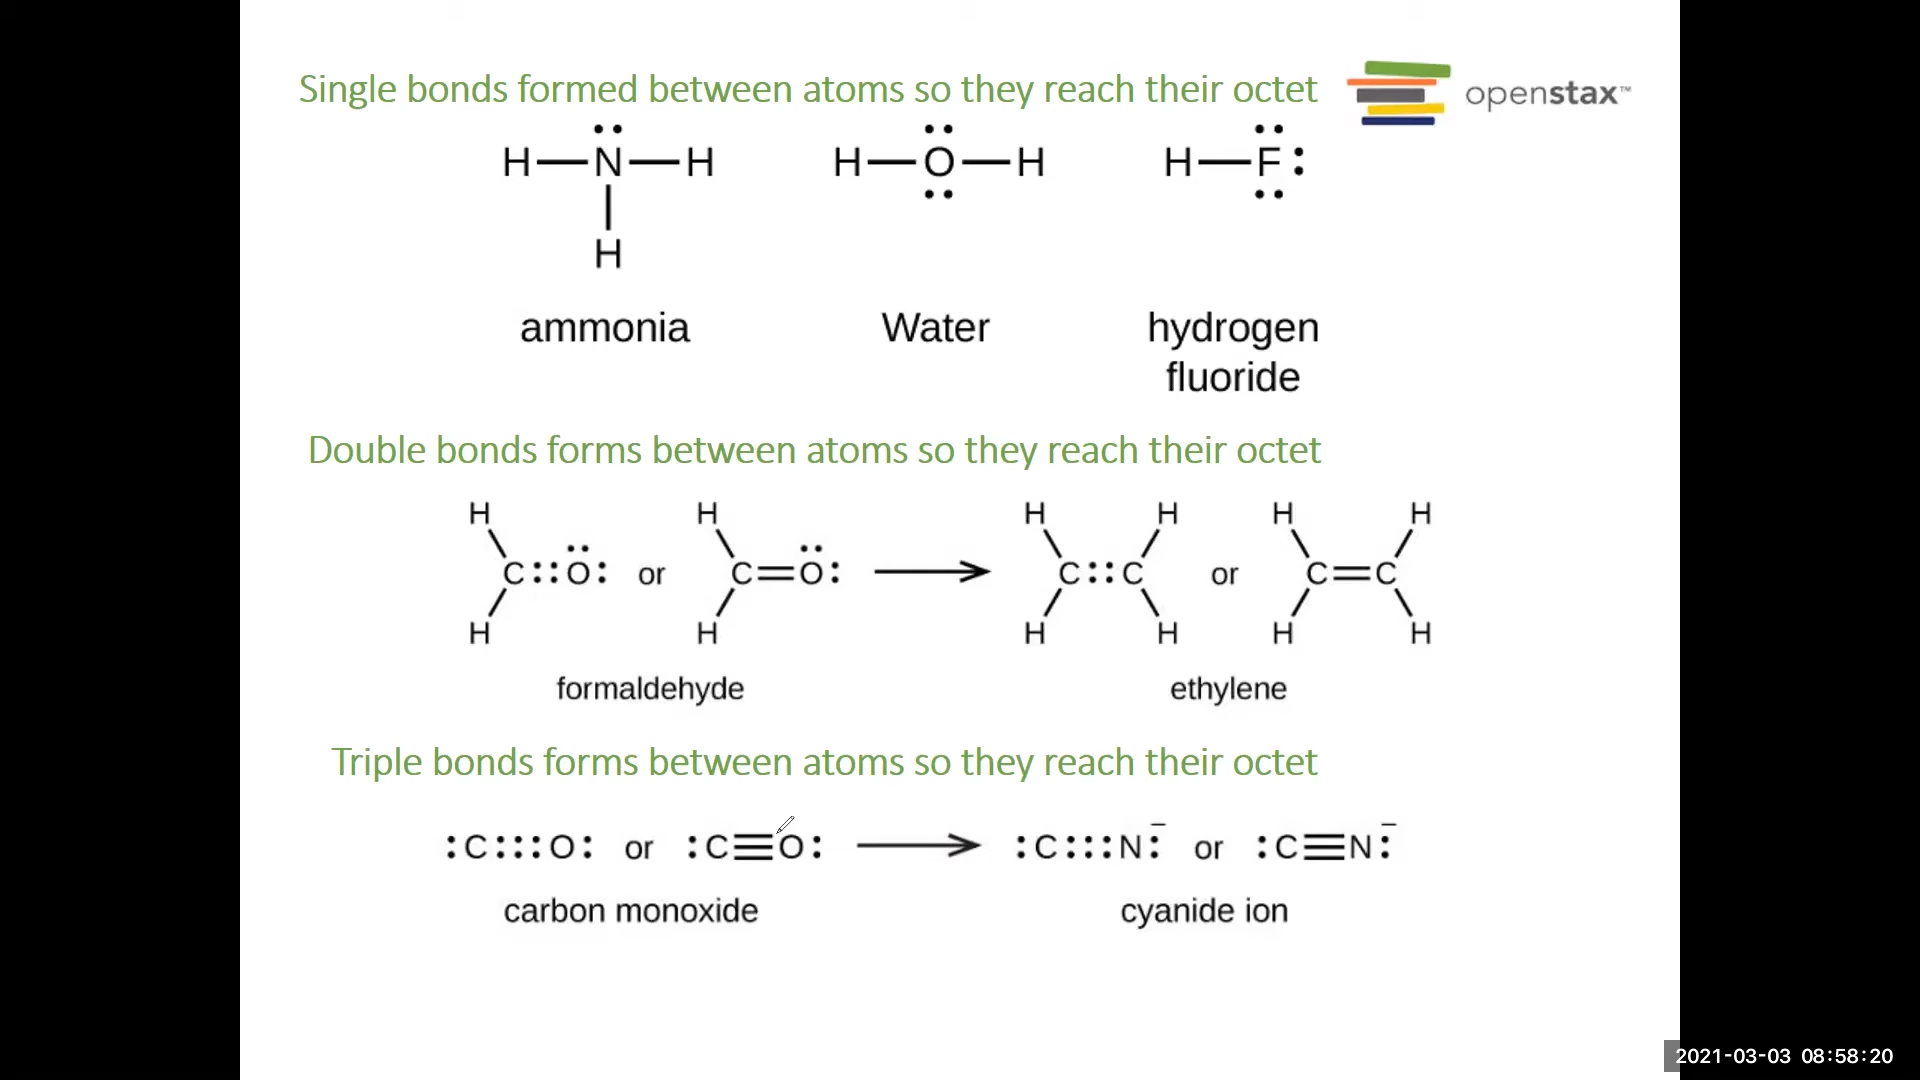 Single bonds formed between atoms so they reach their octet
openstax™
H—N—H
H
H—O—H
H—F:
ammonia
Water
hydrogen
fluoride
Double bonds forms between atoms so they reach their octet
H H H H H H
C::O: or C=O: → C::C or C=C
H H H H H H
formaldehyde
ethylene
Triple bonds forms between atoms so they reach their octet
:C:::O: or :C≡O: → :C:::N:⁻ or :C≡N:⁻
carbon monoxide
cyanide ion
2021-03-03 08:58:20